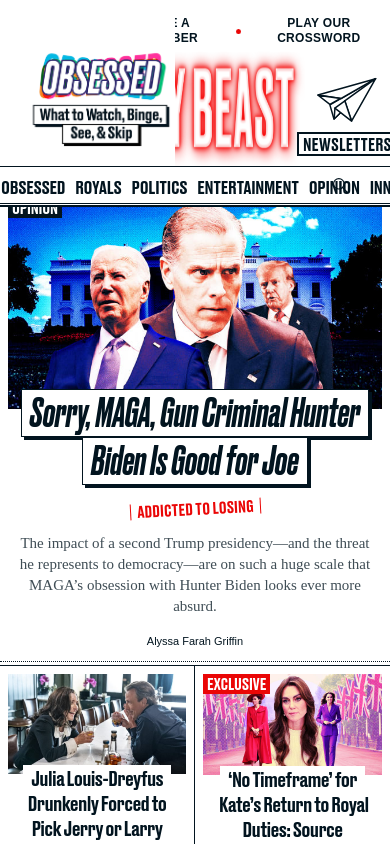 E A
BER
PLAY OUR
CROSSWORD
OBSESSED
What to Watch, Binge,
See, & Skip
Y BEAST
NEWSLETTERS
OBSESSED ROYALS POLITICS ENTERTAINMENT OPINION INN
OPINION
Sorry, MAGA, Gun Criminal Hunter
Biden Is Good for Joe
ADDICTED TO LOSING
The impact of a second Trump presidency—and the threat
he represents to democracy—are on such a huge scale that
MAGA’s obsession with Hunter Biden looks ever more
absurd.
Alyssa Farah Griffin
Julia Louis-Dreyfus
Drunkenly Forced to
Pick Jerry or Larry
EXCLUSIVE
‘No Timeframe’ for
Kate’s Return to Royal
Duties: Source